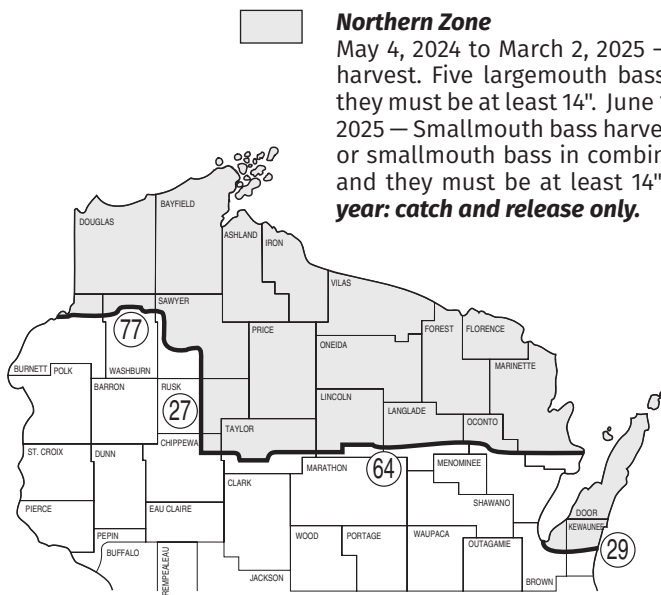 Northern Zone
May 4, 2024 to March 2, 2025 –
harvest. Five largemouth bass
they must be at least 14". June
2025 — Smallmouth bass
or smallmouth bass in
and they must be at least 14"
year: catch and release only.
BAYFIELD
DOUGLAS
ASHLAND
IRON
VILAS
SAWYER
77
PRICE
FOREST
FLORENCE
ONEIDA
BURNETT
POLK
WASHBURN
MARINETTE
BARRON
RUSK
27
LINCOLN
LANGLADE
OCONTO
TAYLOR
CHIPPEWA
ST. CROIX
DUNN
MARATHON
64
MENOMINEE
CLARK
SHAWANO
PIERCE
EAU CLAIRE
DOOR
KEWAUNEE
PEPIN
BUFFALO
WOOD
PORTAGE
WAUPACA
OUTAGAMIE
29
REMPEALEAU
JACKSON
BROWN